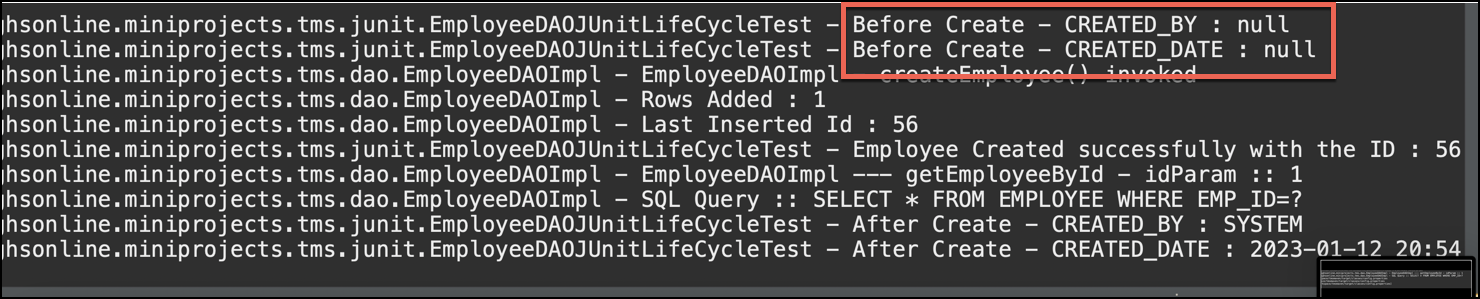 hsonline.miniprojects.tms.junit.EmployeeDAOJUnitLifeCycleTest - Before Create - CREATED_BY : null
hsonline.miniprojects.tms.junit.EmployeeDAOJUnitLifeCycleTest - Before Create - CREATED_DATE : null
hsonline.miniprojects.tms.dao.EmployeeDAOImpl - EmployeeDAOImpl - createEmployee() invoked
hsonline.miniprojects.tms.dao.EmployeeDAOImpl - Rows Added : 1
hsonline.miniprojects.tms.dao.EmployeeDAOImpl - Last Inserted Id : 56
hsonline.miniprojects.tms.junit.EmployeeDAOJUnitLifeCycleTest - Employee Created successfully with the ID : 56
hsonline.miniprojects.tms.dao.EmployeeDAOImpl - EmployeeDAOImpl --- getEmployeeById - idParam :: 1
hsonline.miniprojects.tms.dao.EmployeeDAOImpl - SQL Query :: SELECT * FROM EMPLOYEE WHERE EMP_ID=?
hsonline.miniprojects.tms.junit.EmployeeDAOJUnitLifeCycleTest - After Create - CREATED_BY : SYSTEM
hsonline.miniprojects.tms.junit.EmployeeDAOJUnitLifeCycleTest - After Create - CREATED_DATE : 2023-01-12 20:54